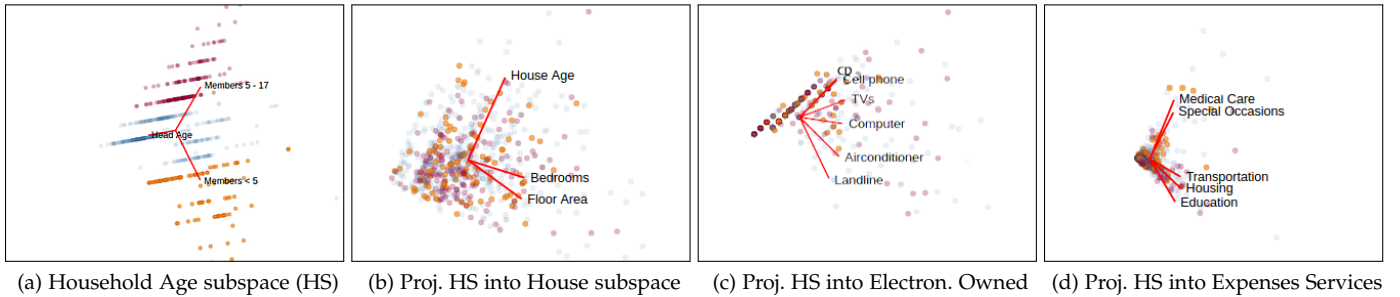 Members 5 - 17
Head Age
Members < 5
(a) Household Age subspace (HS)
House Age
Bedrooms
Floor Area
(b) Proj. HS into House subspace
Cell phone
TVs
Computer
Airconditioner
Landline
(c) Proj. HS into Electron. Owned
Medical Care
Special Occasions
Transportation
Housing
Education
(d) Proj. HS into Expenses Services